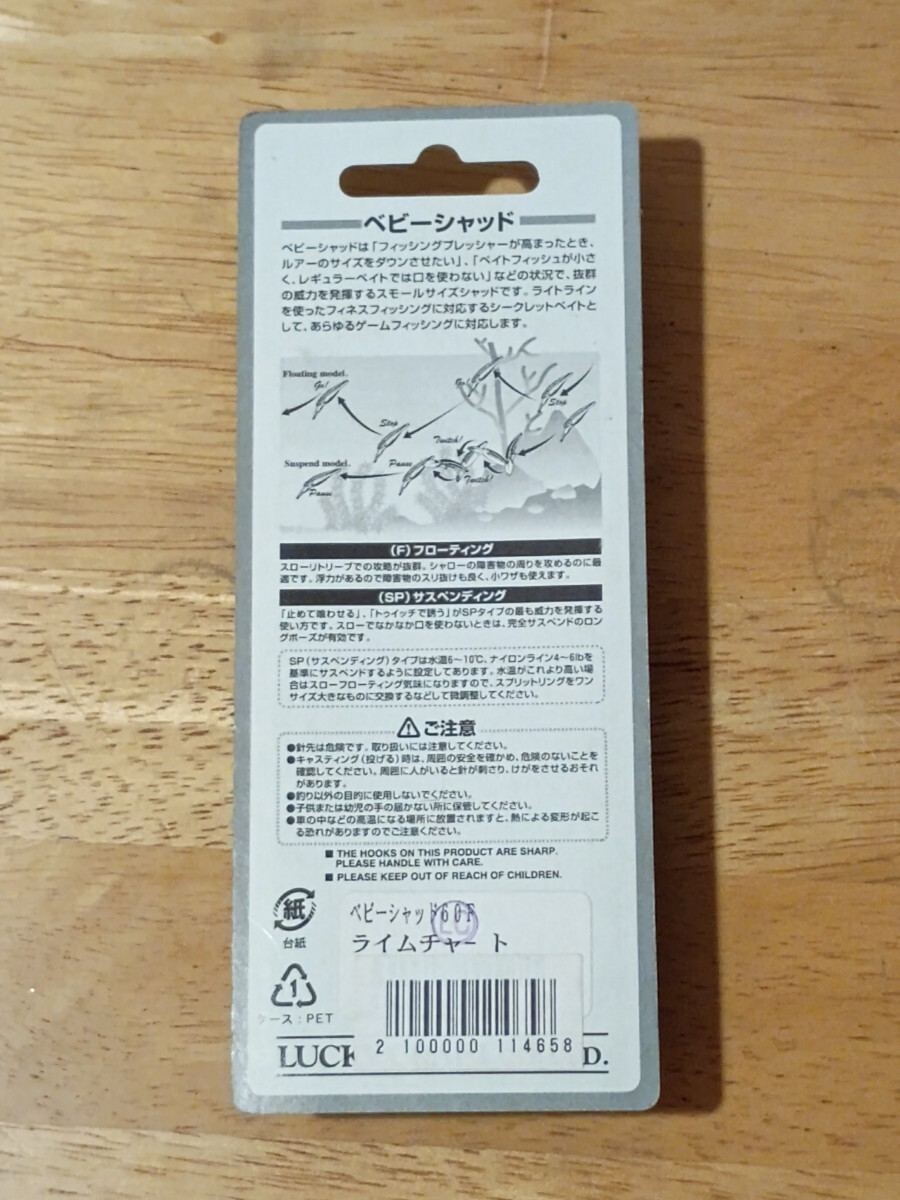 ベビーシャッド
ベビーシャッドは「フィッシングプレッシャーが高まったとき、
ルアーのサイズをダウンさせたい」、「ベイトフィッシュが小さ
く、レギュラーベイトでは口を使わない」などの状況で、抜群
の威力を発揮するスモールサイズシャッドです。ライトライン
を使ったフィネスフィッシングに対応するシークレットベイトと
して、あらゆるゲームフィッシングに対応します。
Floating model.
Go!
Stop
Go!
Stop
Suspend model.
Pause
Pause
Twitch!
Twitch!
(F)フローティング
スローリトリーブでの攻略が抜群。シャローの障害物の周りを攻めるのに最
適です。浮力があるので障害物のスリ抜けも良く、小ワザも使えます。
(SP)サスペンディング
「止めて喰わせる」、「トゥイッチで誘う」がSPタイプの最も威力を発揮する
使い方です。スローでなかなか口を使わないときは、完全サスペンドのロン
グポーズが有効です。
SP(サスペンディング)タイプは水温6〜10℃、ナイロンライン4〜6lbを
基準にサスペンドするように設定してあります。水温がこれより高い場
合はスローフローティング気味になりますので、スプリットリングをワン
サイズ大きなものに交換するなどして微調整してください。
ご注意
●針先は危険です。取り扱いには注意してください。
●キャスティング(投げる)時は、周囲の安全を確かめ、危険のないことを
確認してください。周囲に人がいると針が刺さり、けがをさせるおそれ
があります。
●釣り以外の目的に使用しないでください。
●子供または幼児の手の届かない所に保管してください。
●車の中などの高温になる場所に放置されますと、熱による変形が起こ
る恐れがありますのでご注意ください。
■ THE HOOKS ON THIS PRODUCT ARE SHARP.
PLEASE HANDLE WITH CARE.
■ PLEASE KEEP OUT OF REACH OF CHILDREN.
紙
台紙
ベビーシャッド60F
LC
ライムチャート
1
ース:PET
2 100000 114658
LUCK
D.